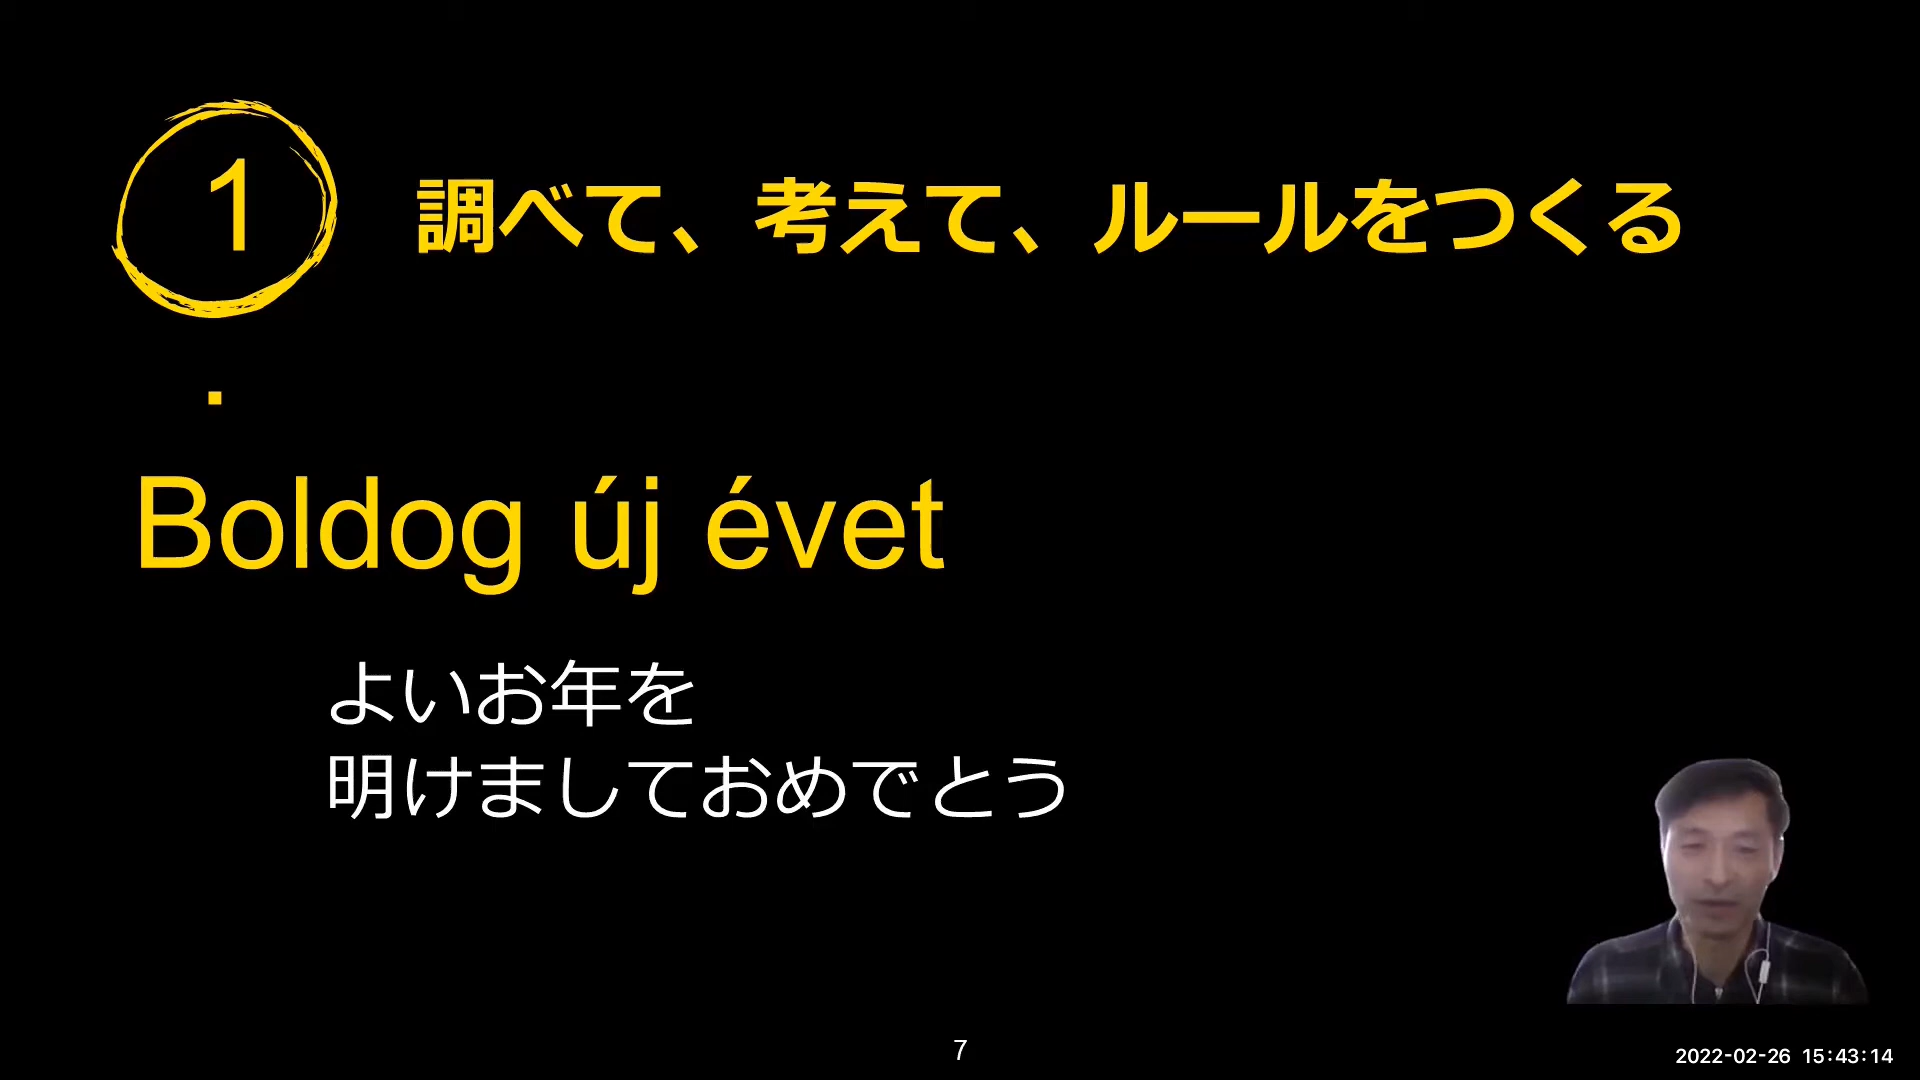 1 調べて、考えて、ルールをつくる
.
Boldog új évet
よいお年を
明けましておめでとう
7
2022-02-26 15:43:14